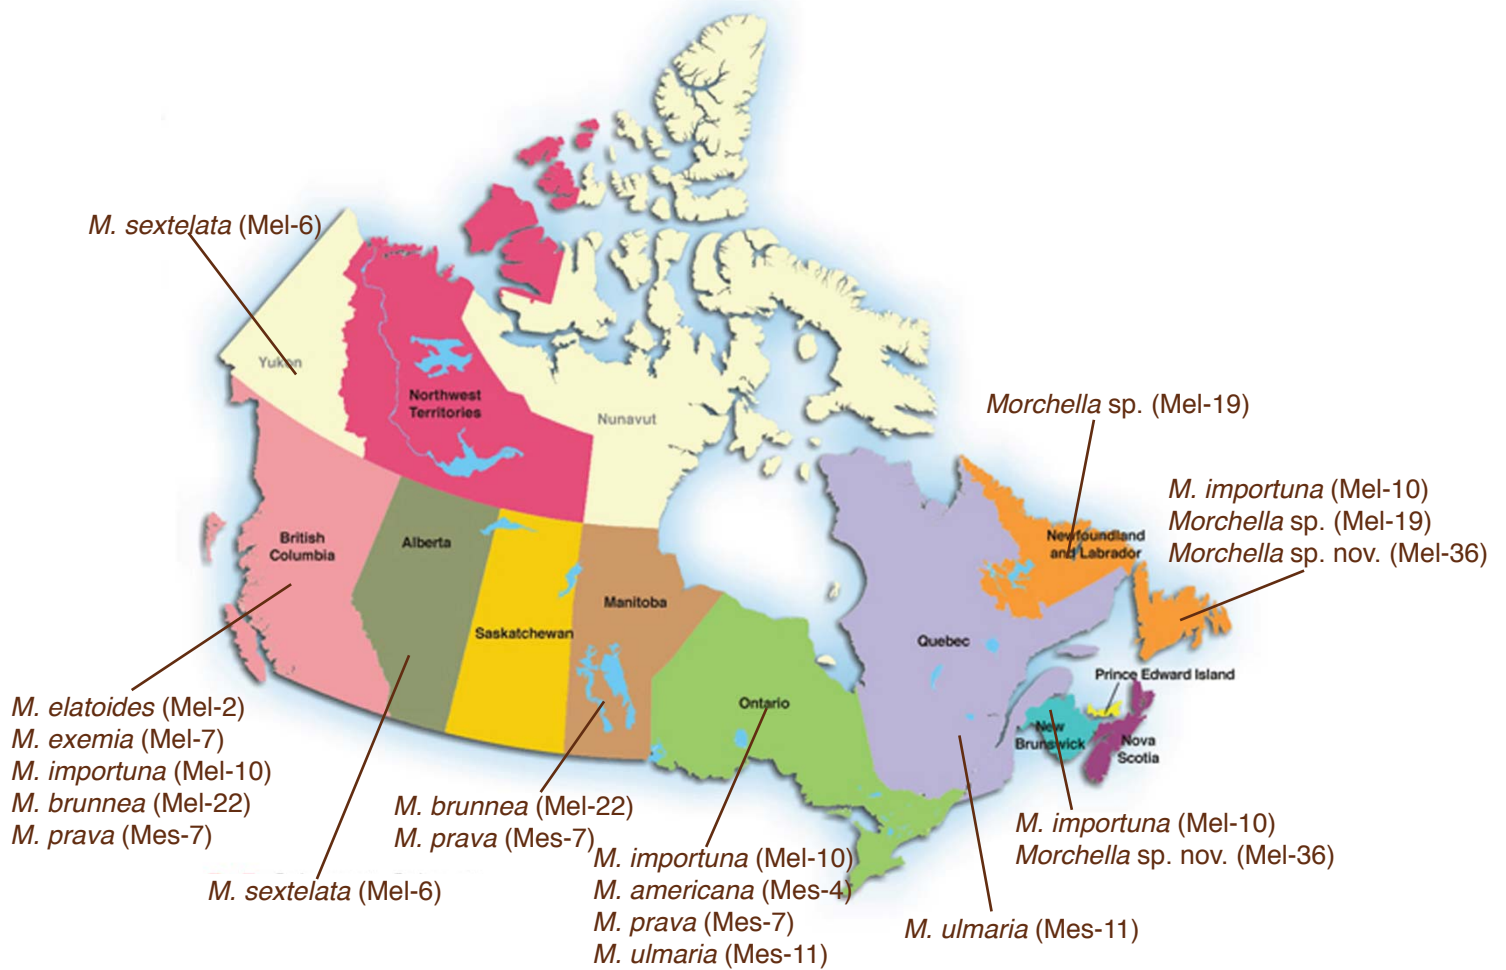 M. sextelata (Mel-6)
Yukon
Northwest
Territories
Nunavut
Morchella sp. (Mel-19)
M. importuna (Mel-10)
Morchella sp. (Mel-19)
Morchella sp. nov. (Mel-36)
British
Columbia
Alberta
Saskatchewan
Manitoba
Ontario
Quebec
Newfoundland
and Labrador
Prince Edward Island
New
Brunswick
Nova
Scotia
M. elatoides (Mel-2)
M. exemia (Mel-7)
M. importuna (Mel-10)
M. brunnea (Mel-22)
M. prava (Mes-7)
M. sextelata (Mel-6)
M. brunnea (Mel-22)
M. prava (Mes-7)
M. importuna (Mel-10)
M. americana (Mes-4)
M. prava (Mes-7)
M. ulmaria (Mes-11)
M. ulmaria (Mes-11)
M. importuna (Mel-10)
Morchella sp. nov. (Mel-36)